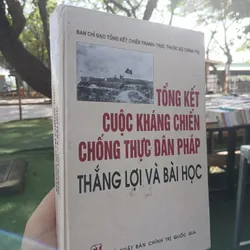 BAN CHỈ ĐẠO TỔNG KẾT CHIẾN TRANH TRỰC THUỘC BỘ CHÍNH TRỊ
TỔNG KẾT
CUỘC KHÁNG CHIẾN
CHỐNG THỰC DÂN PHÁP
THẮNG LỢI VÀ BÀI HỌC
XUẤT BẢN CHÍNH TRỊ QUỐC GIA